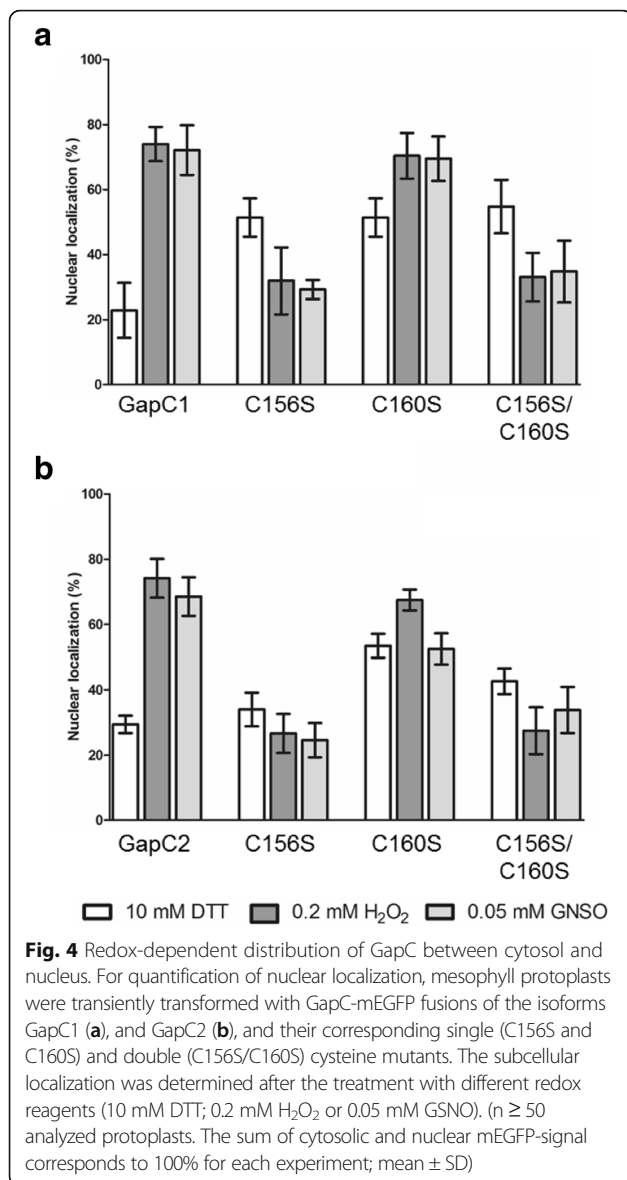 a
100
80
60
40
20
0
Nuclear localization (%)
GapC1 C156S C160S C156S/
C160S
b
100
80
60
40
20
0
Nuclear localization (%)
GapC2 C156S C160S C156S/
C160S
10 mM DTT 0.2 mM H₂O₂ 0.05 mM GNSO
Fig. 4 Redox-dependent distribution of GapC between cytosol and
nucleus. For quantification of nuclear localization, mesophyll protoplasts
were transiently transformed with GapC-mEGFP fusions of the isoforms
GapC1 (a), and GapC2 (b), and their corresponding single (C156S and
C160S) and double (C156S/C160S) cysteine mutants. The subcellular
localization was determined after the treatment with different redox
reagents (10 mM DTT; 0.2 mM H₂O₂ or 0.05 mM GSNO). (n ≥ 50
analyzed protoplasts. The sum of cytosolic and nuclear mEGFP-signal
corresponds to 100% for each experiment; mean ± SD)